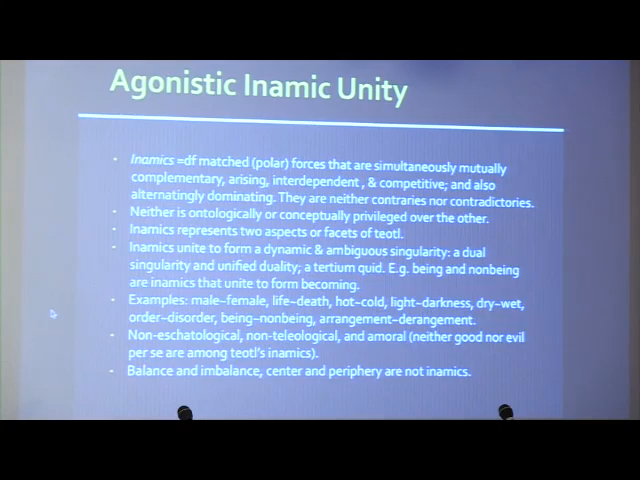 Agonistic Inamic Unity
· Inamics =df matched (polar) forces that are simultaneously mutually
complementary, arising, interdependent , & competitive; and also
alternatingly dominating. They are neither contraries nor contradictories.
· Neither is ontologically or conceptually privileged over the other.
· Inamics represents two aspects or facets of teotl.
· Inamics unite to form a dynamic & ambiguous singularity: a dual
singularity and unified duality; a tertium quid. E.g. being and nonbeing
are inamics that unite to form becoming.
· Examples: male–female, life–death, hot–cold, light–darkness, dry–wet,
order–disorder, being–nonbeing, arrangement–derangement.
· Non-eschatological, non-teleological, and amoral (neither good nor evil
per se are among teotl's inamics).
· Balance and imbalance, center and periphery are not inamics.